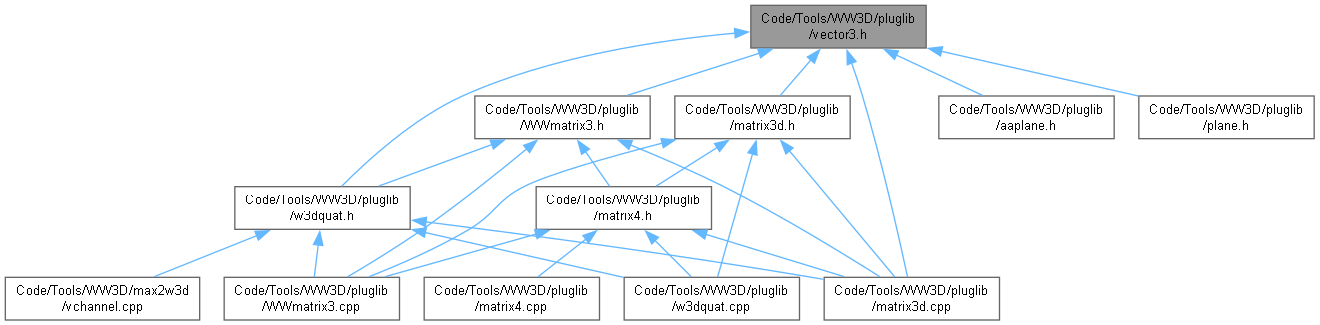 Code/Tools/WW3D/pluglib
/vector3.h
Code/Tools/WW3D/pluglib
/WWmatrix3.h
Code/Tools/WW3D/pluglib
/matrix3d.h
Code/Tools/WW3D/pluglib
/aaplane.h
Code/Tools/WW3D/pluglib
/plane.h
Code/Tools/WW3D/pluglib
/w3dquat.h
Code/Tools/WW3D/pluglib
/matrix4.h
Code/Tools/WW3D/max2w3d
/vchannel.cpp
Code/Tools/WW3D/pluglib
/WWmatrix3.cpp
Code/Tools/WW3D/pluglib
/matrix4.cpp
Code/Tools/WW3D/pluglib
/w3dquat.cpp
Code/Tools/WW3D/pluglib
/matrix3d.cpp